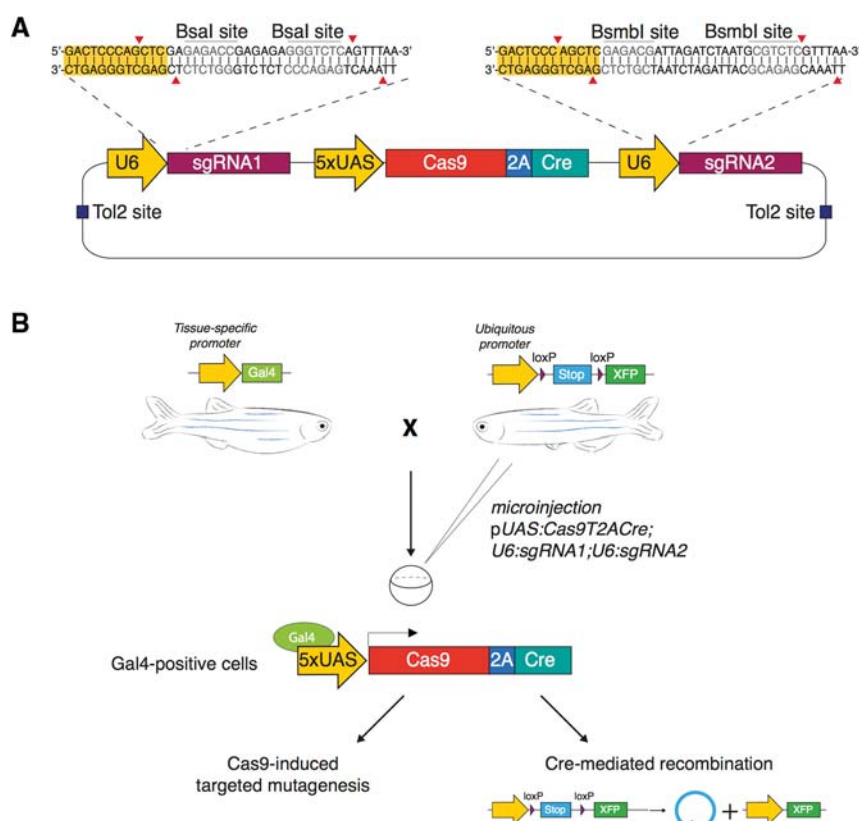 A
BsaI site BsaI site
BsmbI site BsmbI site
5'-GACTCCCAGCTCGAGAGACCGAGAGAGGGTCTCAGTTTAA-3'
3'-CTGAGGGTCGAGCTCTCTGGGTCTCTCCCAGAGTCAAATT
5'-GACTCCCAGCTCGAGACGATTAGATCTAATGCGTCTCGTTTAA-3'
3'-CTGAGGGTCGAGCTCTGCTAATCTAGATTACGCAGAGCAAATT
U6 sgRNA1 5xUAS Cas9 2A Cre U6 sgRNA2
Tol2 site Tol2 site
B
Tissue-specific
promoter
Gal4
Ubiquitous
promoter
loxP loxP
Stop XFP
X
microinjection
pUAS:Cas9T2ACre;
U6:sgRNA1;U6:sgRNA2
Gal4-positive cells
Gal4
5xUAS Cas9 2A Cre
Cas9-induced
targeted mutagenesis
Cre-mediated recombination
loxP loxP
Stop XFP + XFP